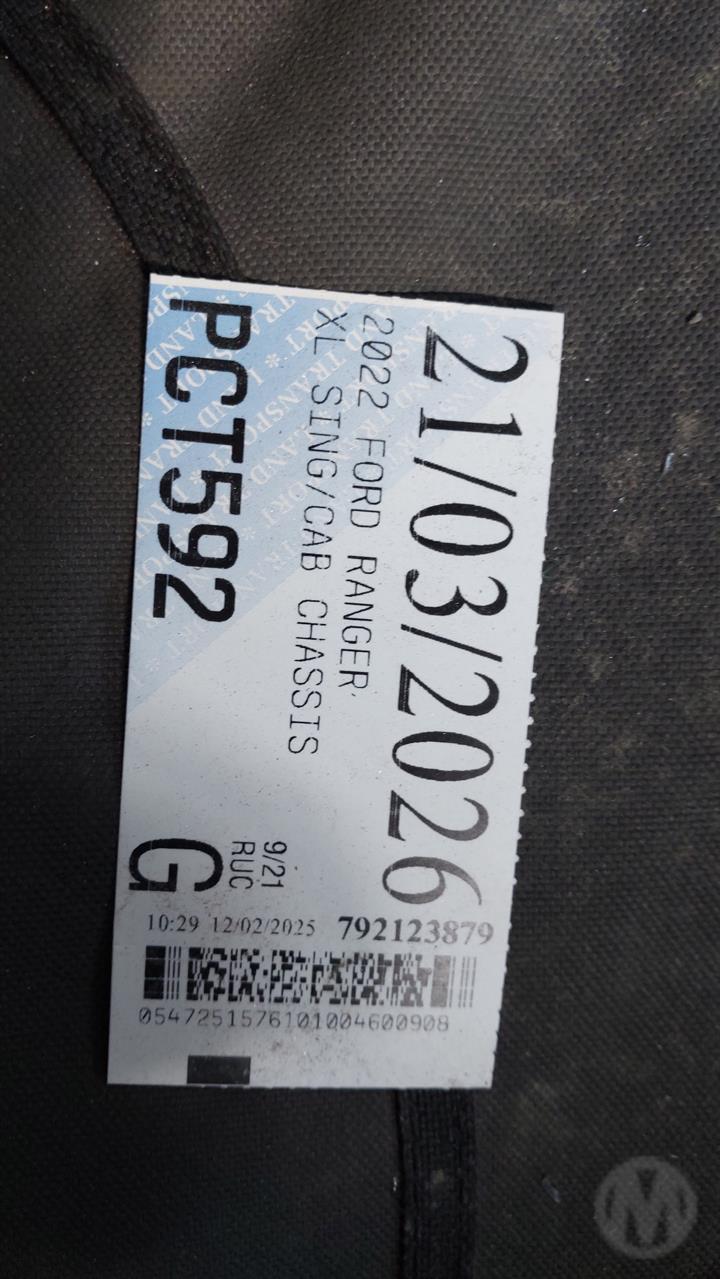 21/03/2026
2022 FORD RANGER
XL SING/CAB CHASSIS
PCT592
9/21
RUC
G
10:29 12/02/2025 792123879
0547251576101004600908
M